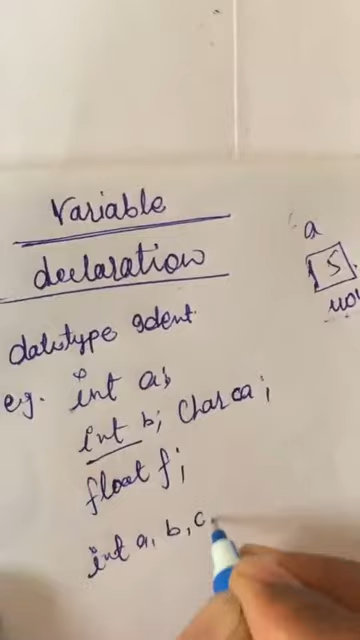 Variable
declaration
a
5
datatype Ident
eg. int a;
int b; Char ca;
float f;
int a, b, c